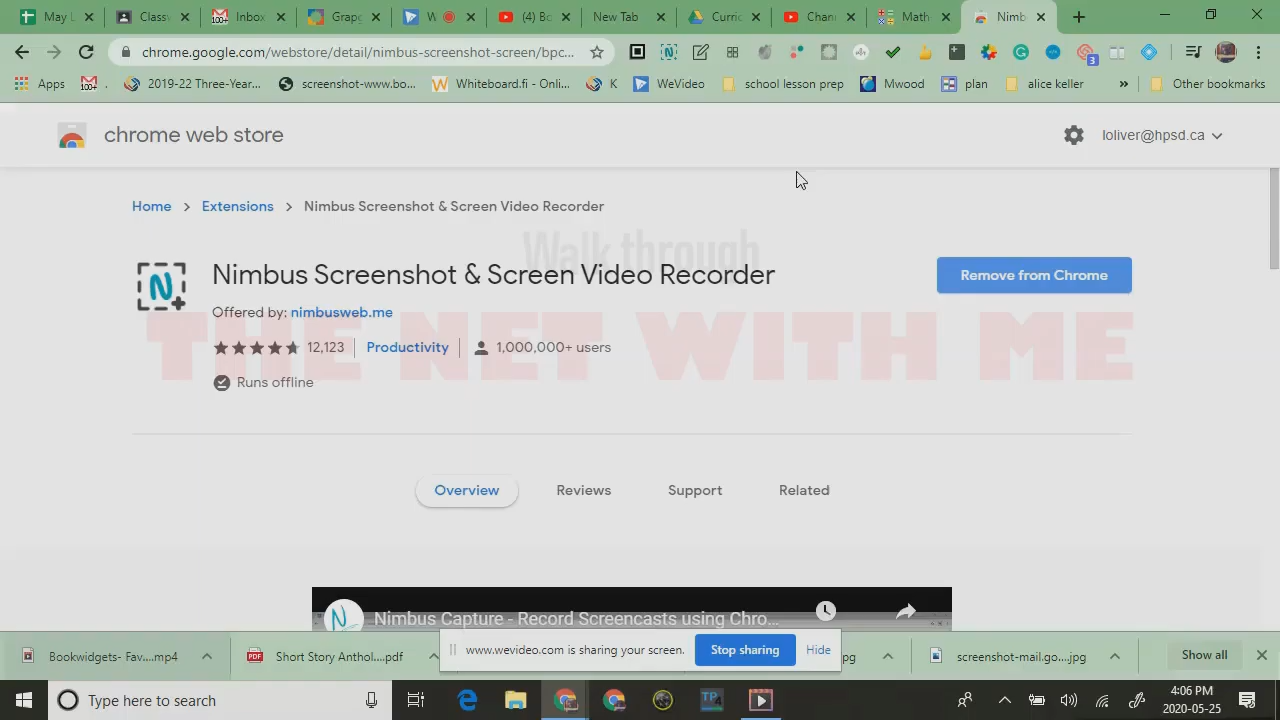 May L
Classv
Inbox
Grapg
W
(4) Bo
New Tab
Curric
Chan
Math
Nimb
chrome.google.com/webstore/detail/nimbus-screenshot-screen/bpc...
3
Apps
2019-22 Three-Year...
screenshot-www.bo...
Whiteboard.fi - Onli...
K
WeVideo
school lesson prep
Mwood
plan
alice keller
»
Other bookmarks
chrome web store
loliver@hpsd.ca
Home > Extensions > Nimbus Screenshot & Screen Video Recorder
Walk through
Nimbus Screenshot & Screen Video Recorder
Remove from Chrome
Offered by: nimbusweb.me
THE NET WITH ME
12,123
Productivity
1,000,000+ users
Runs offline
Overview
Reviews
Support
Related
Nimbus Capture - Record Screencasts using Chro...
Bookwidgets- Fav....mp4
Short Story Anthol....pdf
www.wevideo.com is sharing your screen.
Stop sharing
Hide
pg
screenshot-mail.go...jpg
Show all
Type here to search
TP4
4:06 PM
2020-05-25